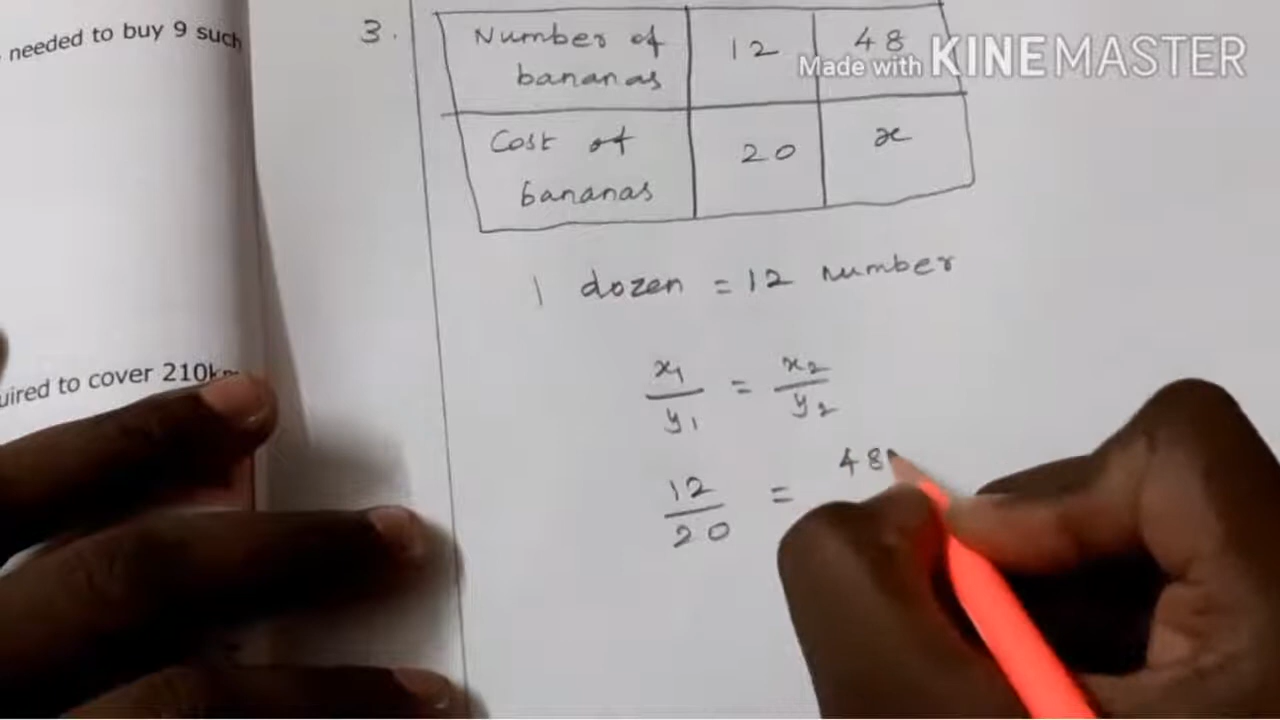 needed to buy 9 such
uired to cover 210km
3.
Number of bananas 12 48
Cost of bananas 20 x
1 dozen = 12 number
x1/y1 = x2/y2
12/20 = 48
Made with KINEMASTER